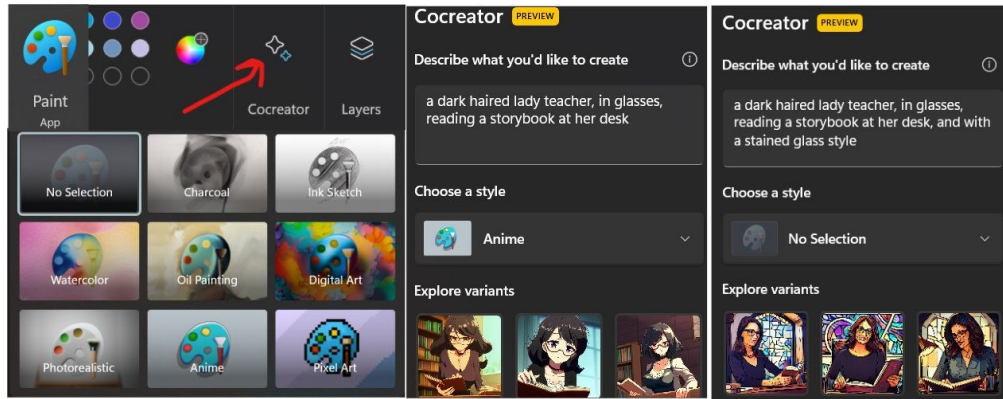 Paint
App
Cocreator
Layers
No Selection
Charcoal
Ink Sketch
Watercolor
Oil Painting
Digital Art
Photorealistic
Anime
Pixel Art
Cocreator PREVIEW
Describe what you'd like to create
a dark haired lady teacher, in glasses,
reading a storybook at her desk
Choose a style
Anime
Explore variants
Cocreator PREVIEW
Describe what you'd like to create
a dark haired lady teacher, in glasses,
reading a storybook at her desk, and with
a stained glass style
Choose a style
No Selection
Explore variants